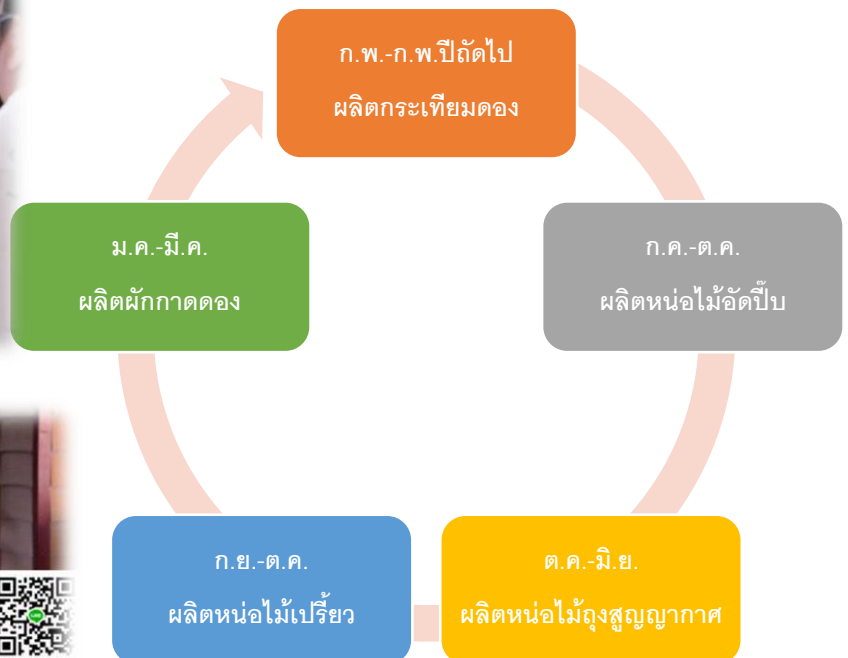 ก.พ.-ก.พ.ปีถัดไป
ผลิตกระเทียมดอง
ก.ค.-ต.ค.
ผลิตหน่อไม้อัดปี๊บ
ต.ค.-มิ.ย.
ผลิตหน่อไม้ถุงสูญญากาศ
ก.ย.-ต.ค.
ผลิตหน่อไม้เปรี้ยว
ม.ค.-มี.ค.
ผลิตผักกาดดอง